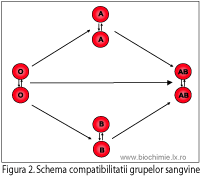 A
A
O
AB
O
AB
B
B
www.biochimie.lx.ro
Figura 2. Schema compatibilitatii grupelor sangvine